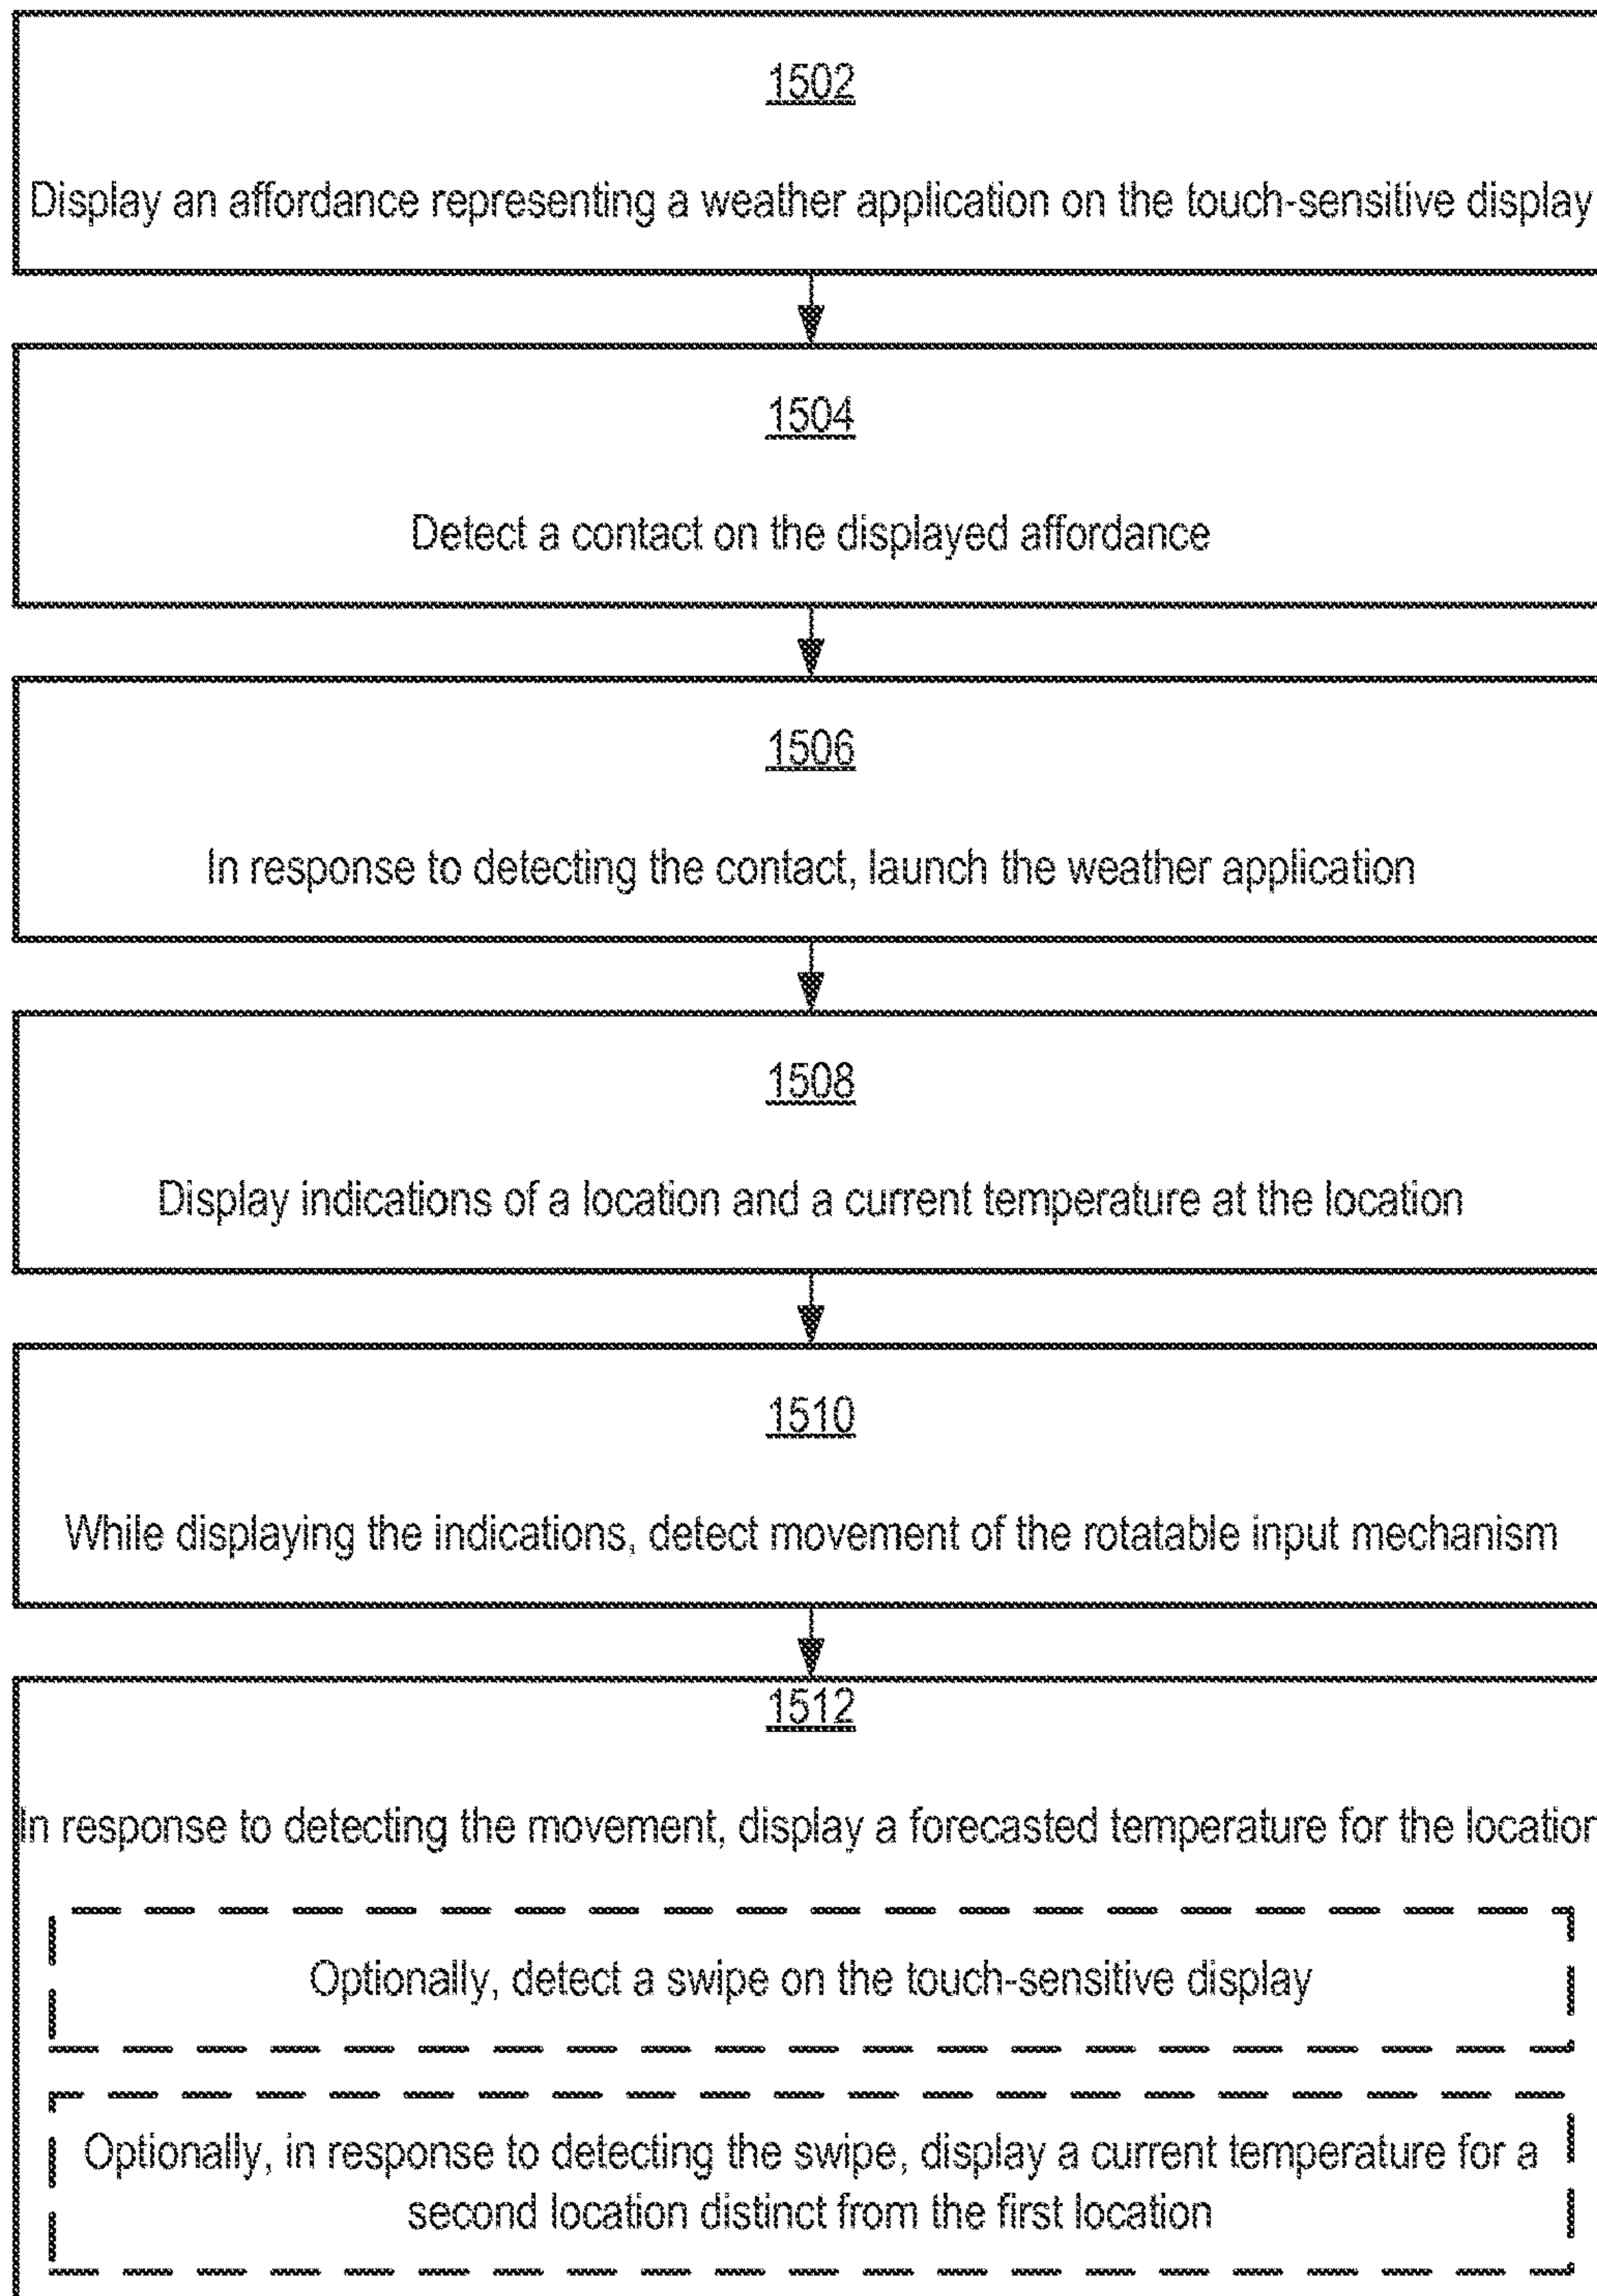 1502
Display an affordance representing a weather application on the touch-sensitive display
1504
Detect a contact on the displayed affordance
1506
In response to detecting the contact, launch the weather application
1508
Display indications of a location and a current temperature at the location
1510
While displaying the indications, detect movement of the rotatable input mechanism
1512
In response to detecting the movement, display a forecasted temperature for the location
Optionally, detect a swipe on the touch-sensitive display
Optionally, in response to detecting the swipe, display a current temperature for a
second location distinct from the first location